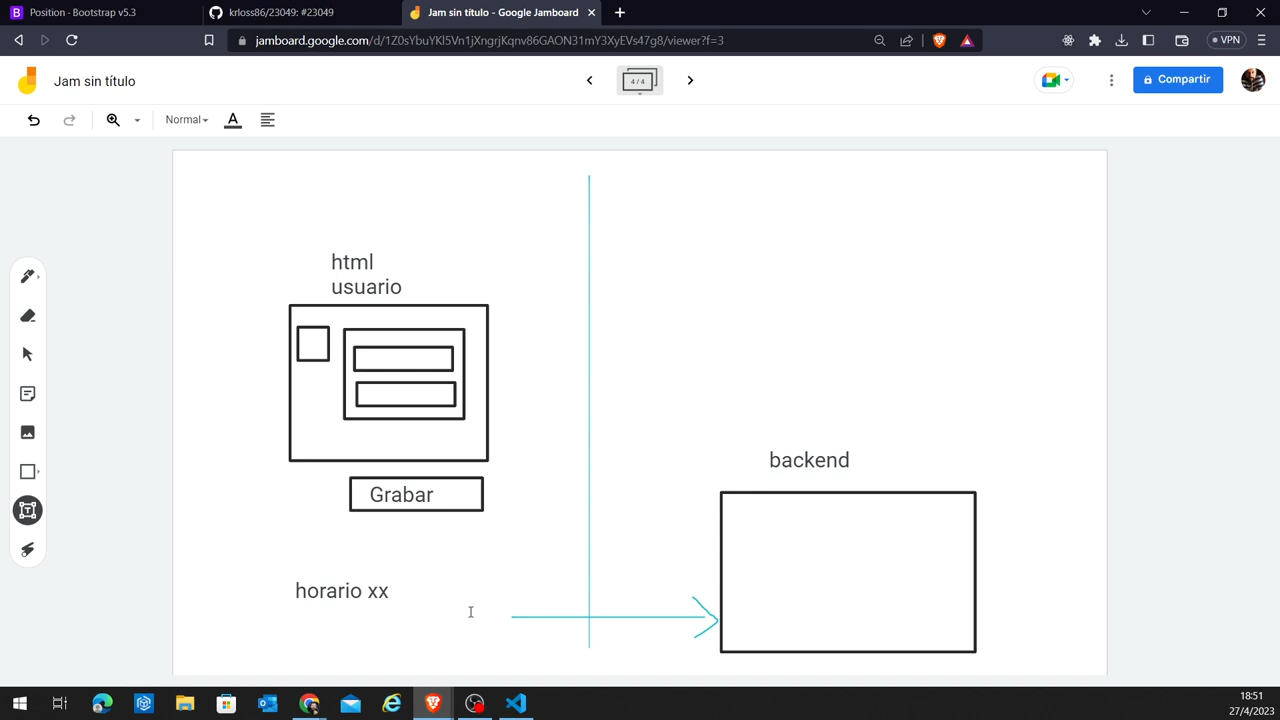 Position - Bootstrap v5.3
krloss86/23049: #23049
Jam sin título - Google Jamboard
jamboard.google.com/d/1Z0sYbuYKl5Vn1jXngrjKqnv86GAON31mY3XyEVs47g8/viewer?f=3
VPN
Jam sin título
4 / 4
Compartir
Normal
A
html
usuario
backend
Grabar
horario xx
18:51
27/4/2023